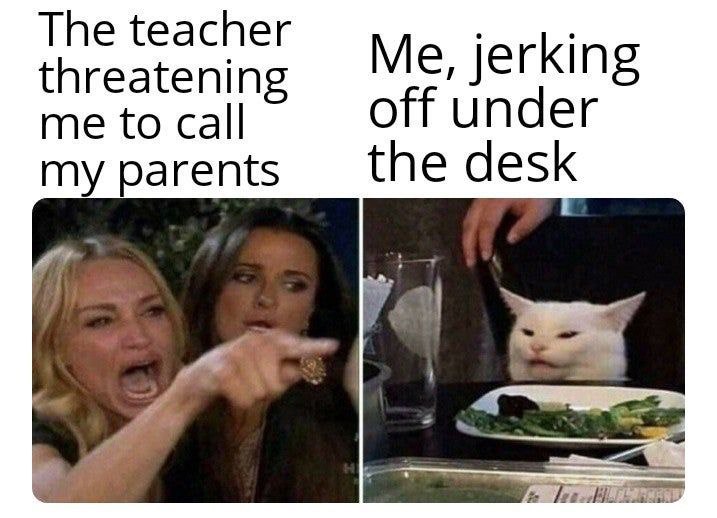 The teacher
threatening
me to call
my parents
Me, jerking
off under
the desk